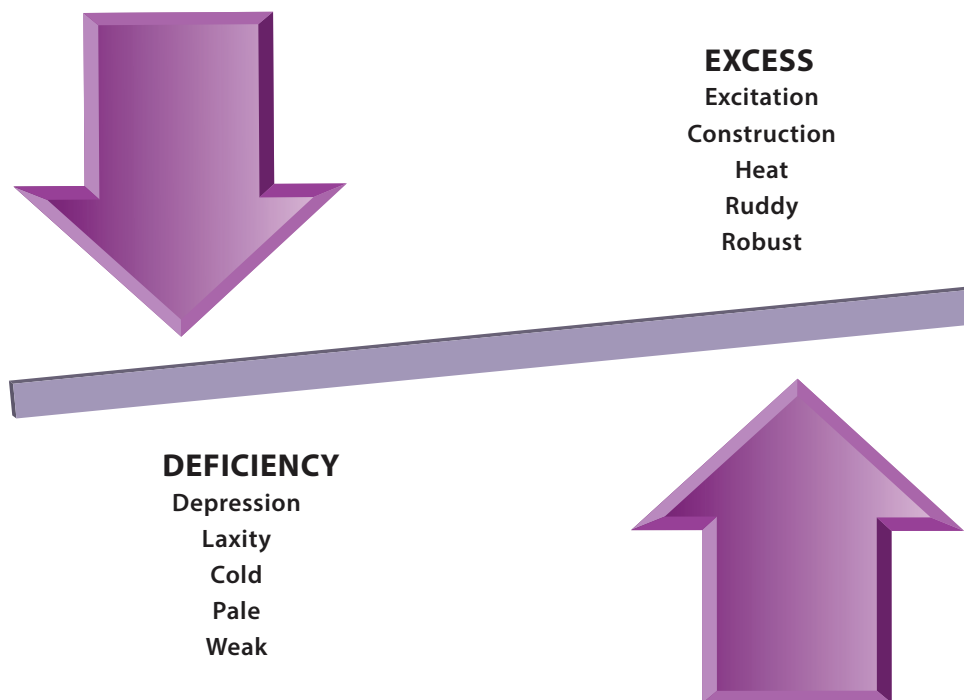 EXCESS
Excitation
Construction
Heat
Ruddy
Robust
DEFICIENCY
Depression
Laxity
Cold
Pale
Weak